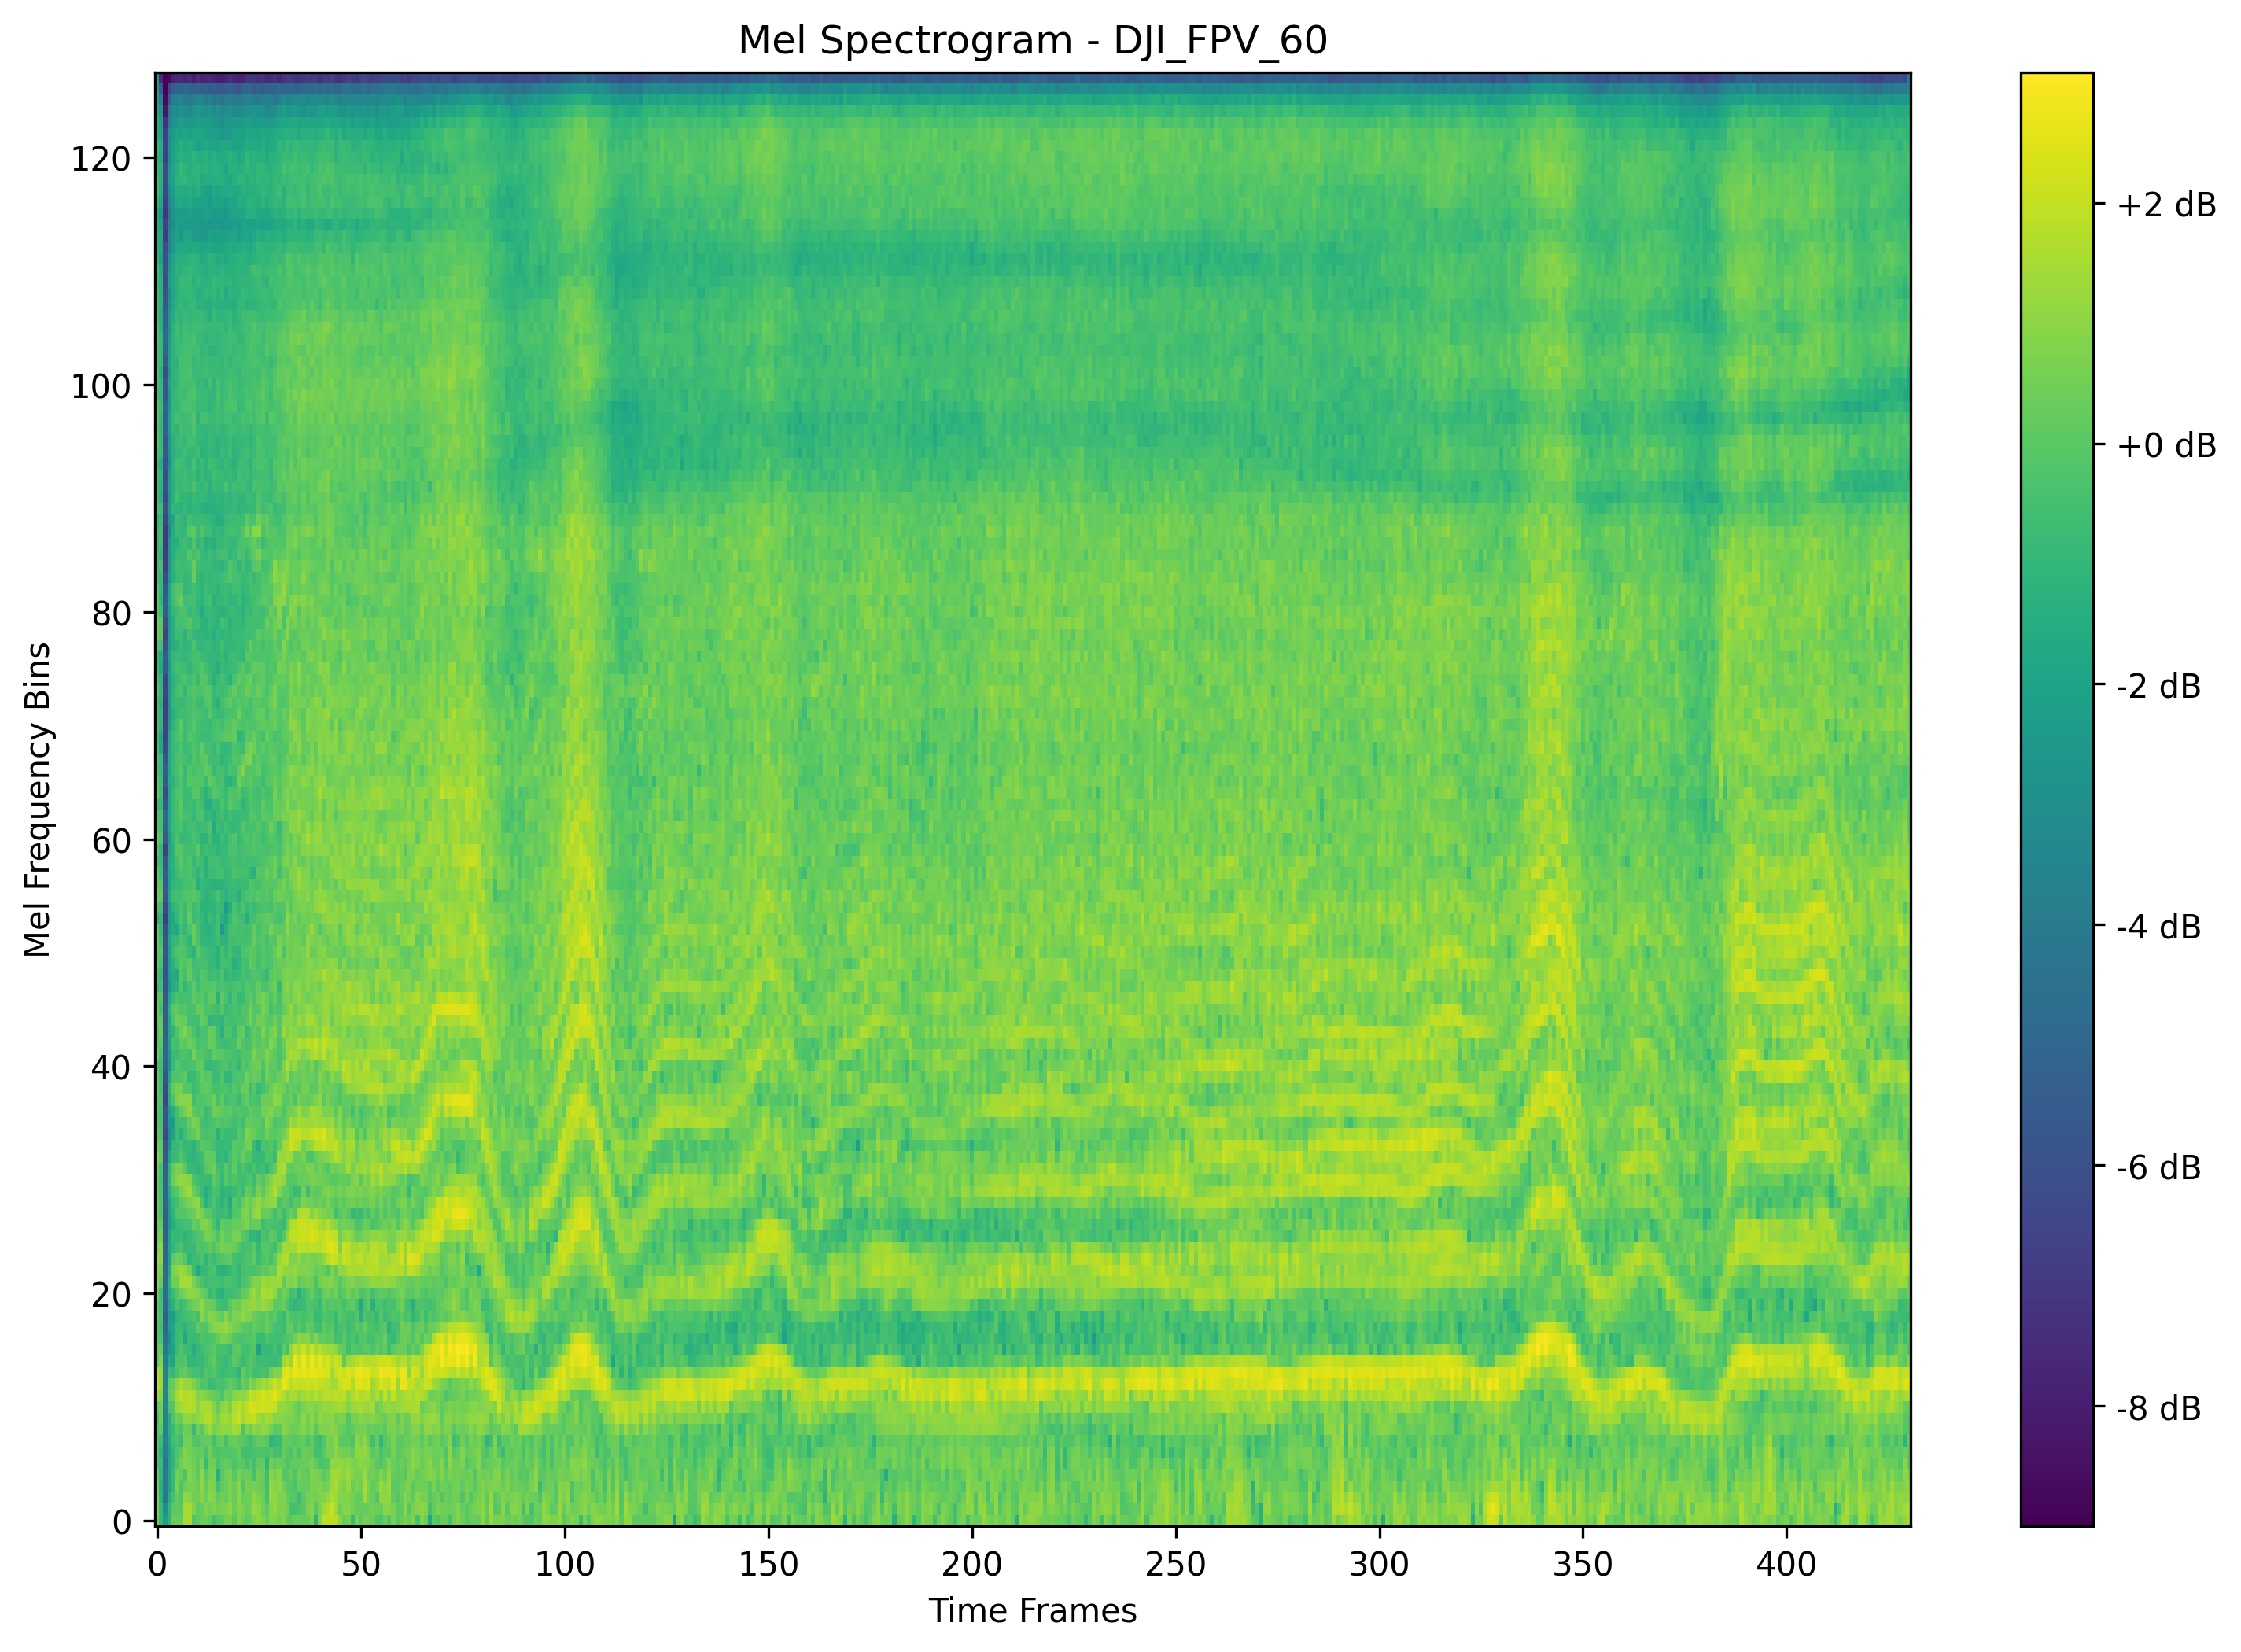 Mel Spectrogram - DJI_FPV_60
Mel Frequency Bins
120
100
80
60
40
20
0
0 50 100 150 200 250 300 350 400
Time Frames
+2 dB
+0 dB
-2 dB
-4 dB
-6 dB
-8 dB